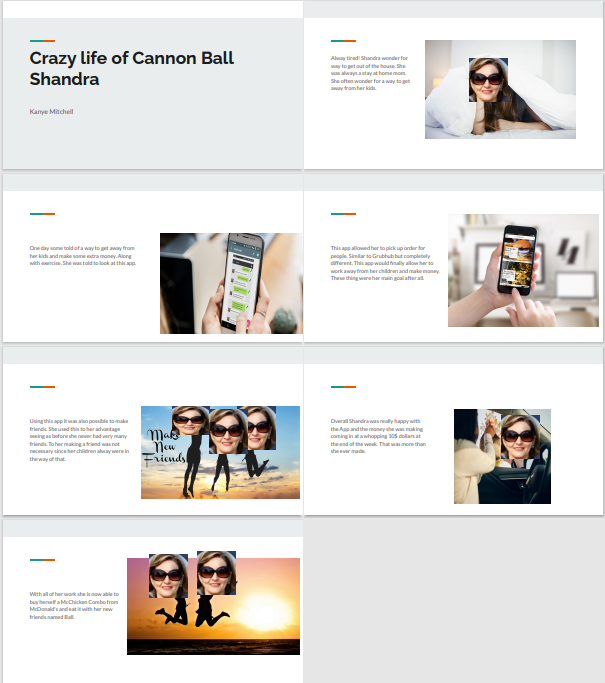 Crazy life of Cannon Ball
Shandra
Kanye Mitchell
Alway tired! Shandra wonder for
way to get out of the house. She
was always a stay at home mom.
She often wonder for a way to get
away from her kids.
One day some told of a way to get away from
her kids and make some extra money. Along
with exercise. She was told to look at this app.
This app allowed her to pick up order for
people. Similar to Grubhub but completely
different. This app would finally allow her to
work away from her children and make money.
These thing were her main goal after all.
Using this app it was also possible to make
friends. She used this to her advantage
seeing as before she never had very many
friends. To her making a friend was not
necessary since her children alway were in
the way of that.
Make
New
Friends
Overall Shandra was really happy with
the App and the money she was making
coming in at a whopping 10$ dollars at
the end of the week. That was more than
she ever made.
With all of her work she is now able to
buy herself a McChicken Combo from
McDonald's and eat it with her new
friends named Ball.